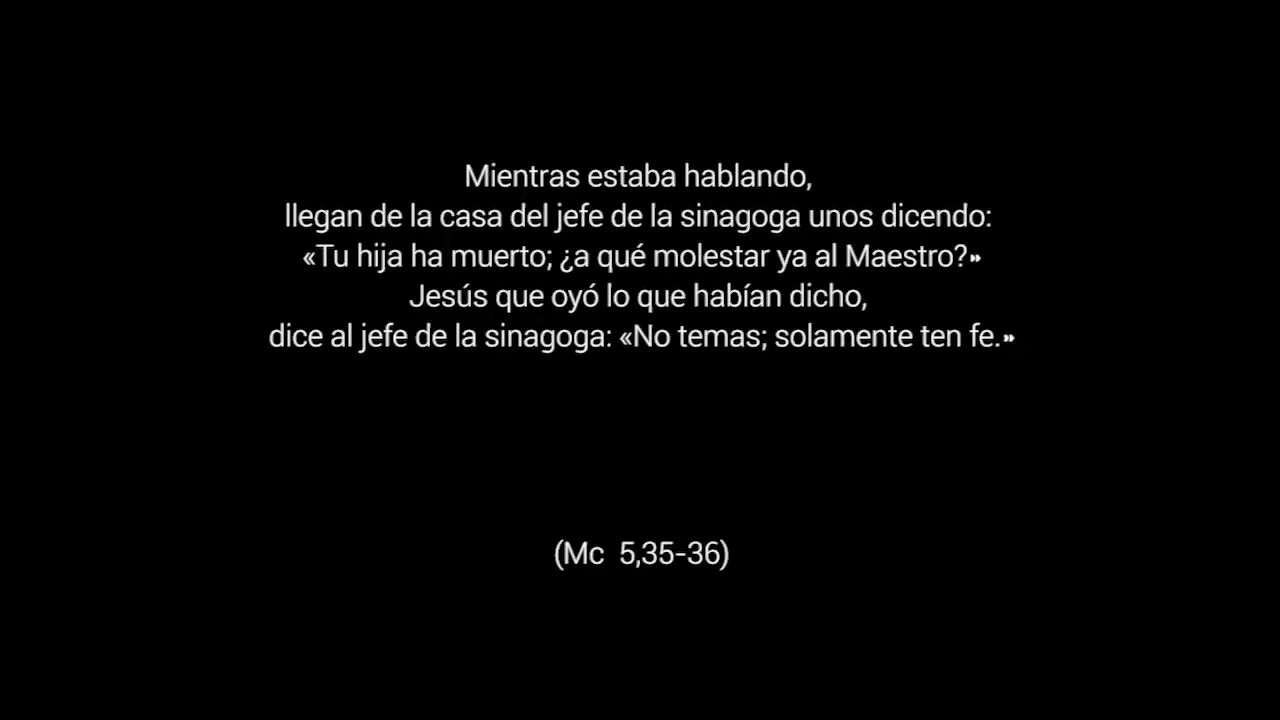 Mientras estaba hablando,
llegan de la casa del jefe de la sinagoga unos dicendo:
«Tu hija ha muerto; ¿a qué molestar ya al Maestro?»
Jesús que oyó lo que habían dicho,
dice al jefe de la sinagoga: «No temas; solamente ten fe.»
(Mc 5,35-36)